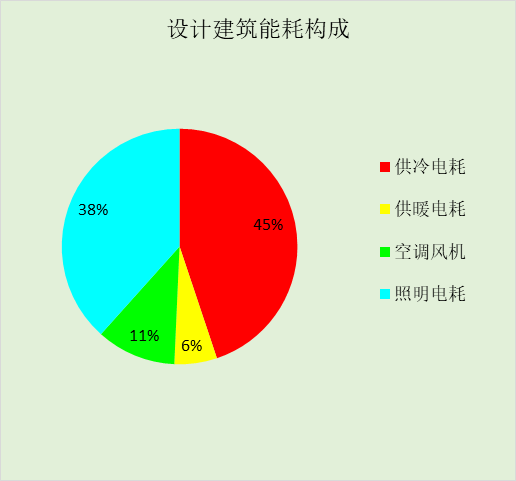 设计建筑能耗构成
38%
45%
11%
6%
供冷电耗
供暖电耗
空调风机
照明电耗